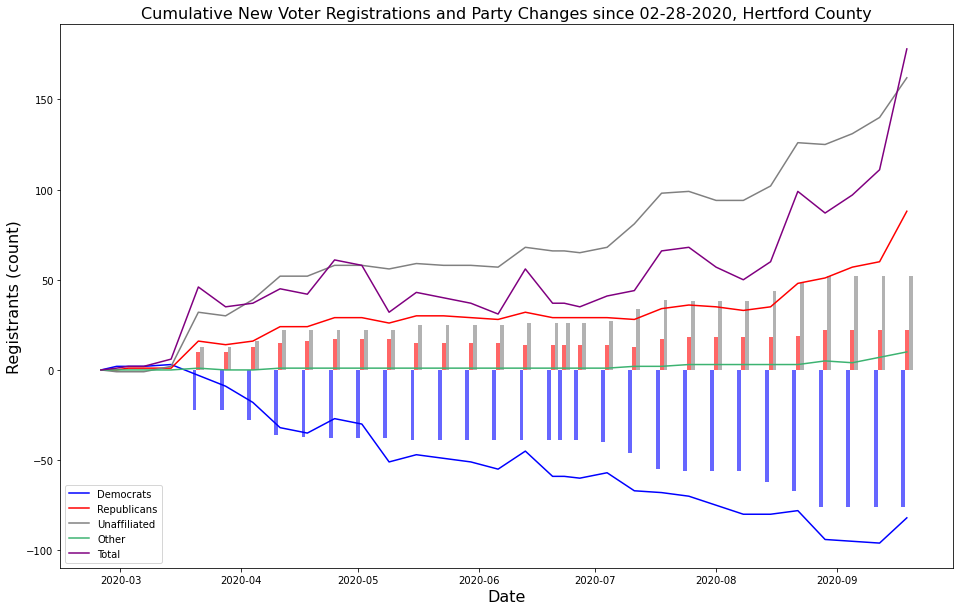 Cumulative New Voter Registrations and Party Changes since 02-28-2020, Hertford County
Registrants (count)
150
100
50
0
−50
−100
Democrats
Republicans
Unaffiliated
Other
Total
2020-03
2020-04
2020-05
2020-06
2020-07
2020-08
2020-09
Date